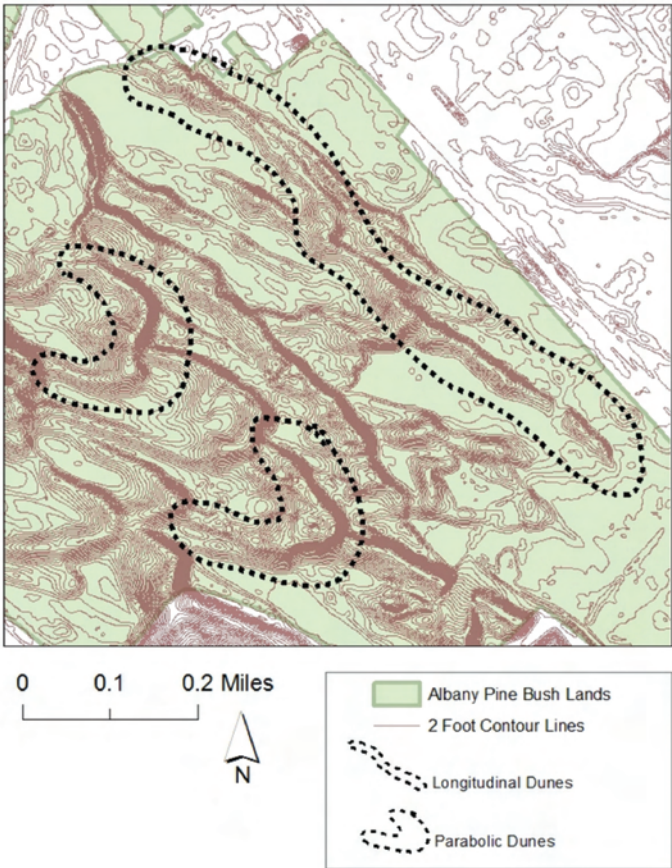 0 0.1 0.2 Miles
N
Albany Pine Bush Lands
2 Foot Contour Lines
Longitudinal Dunes
Parabolic Dunes